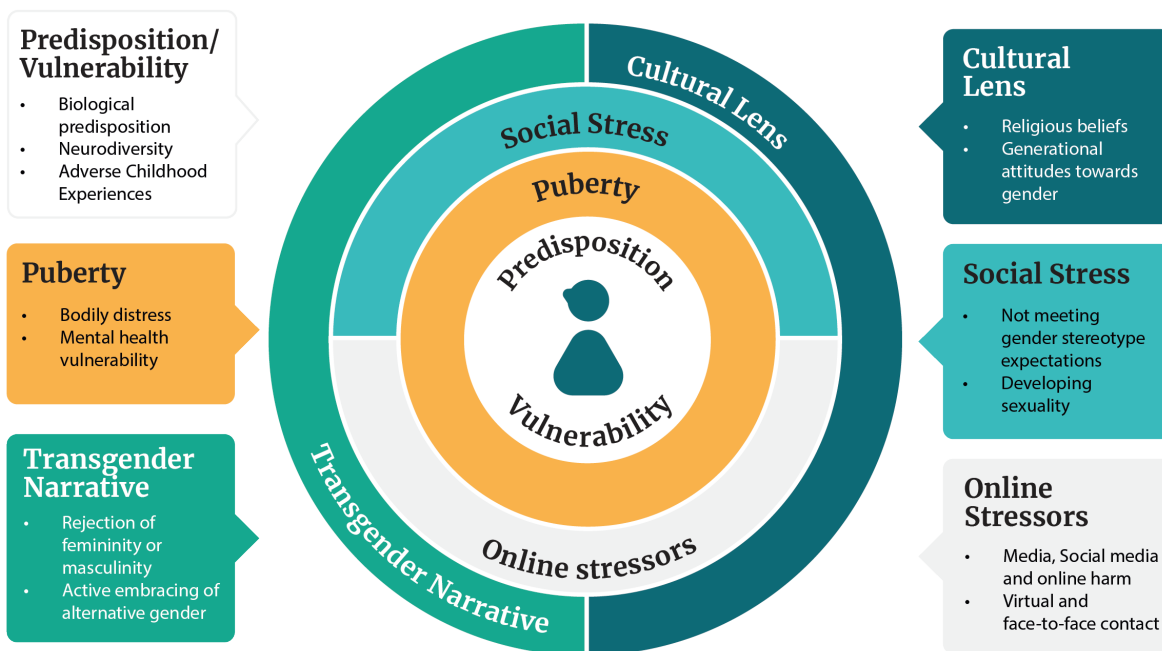 Predisposition/
Vulnerability
• Biological
predisposition
• Neurodiversity
• Adverse Childhood
Experiences
Puberty
• Bodily distress
• Mental health
vulnerability
Transgender
Narrative
• Rejection of
femininity or
masculinity
• Active embracing of
alternative gender
Cultural Lens
Social Stress
Puberty
Predisposition
Vulnerability
Online stressors
Transgender Narrative
Cultural
Lens
• Religious beliefs
• Generational
attitudes towards
gender
Social Stress
• Not meeting
gender stereotype
expectations
• Developing
sexuality
Online
Stressors
• Media, Social media
and online harm
• Virtual and
face-to-face contact